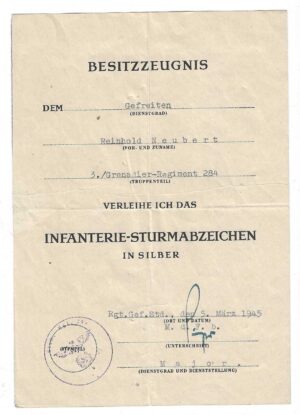 BESITZZEUGNIS
DEM Gefreiten
(DIENSTGRAD)
Reinhold Neubert
(VOR- UND ZUNAME)
3./Grenadier-Regiment 284
(TRUPPENTEIL)
VERLEIHE ICH DAS
INFANTERIE-STURMABZEICHEN
IN SILBER
Rgt.Gef.Std., den 5. März 1945
(ORT UND DATUM)
M. d. F. b.
(UNTERSCHRIFT)
Major.
(DIENSTGRAD UND DIENSTSTELLUNG)